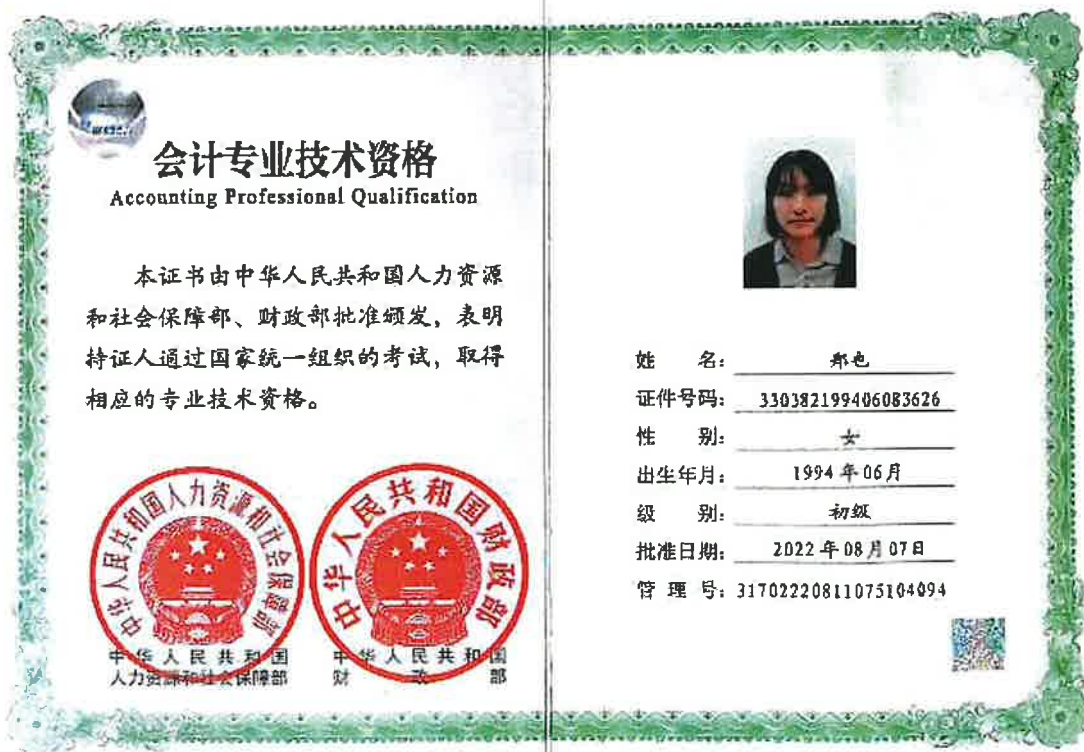 会计专业技术资格
Accounting Professional Qualification
本证书由中华人民共和国人力资源
和社会保障部、财政部批准颁发，表明
持证人通过国家统一组织的考试，取得
相应的专业技术资格。
中华人民共和国人力资源和社会保障部
中华人民共和国财政部
中华人民共和国
人力资源和社会保障部
中华人民共和国
财政部
姓名：郑也
证件号码：330382199406083626
性别：女
出生年月：1994年06月
级别：初级
批准日期：2022年08月07日
管理号：31702220811075104094